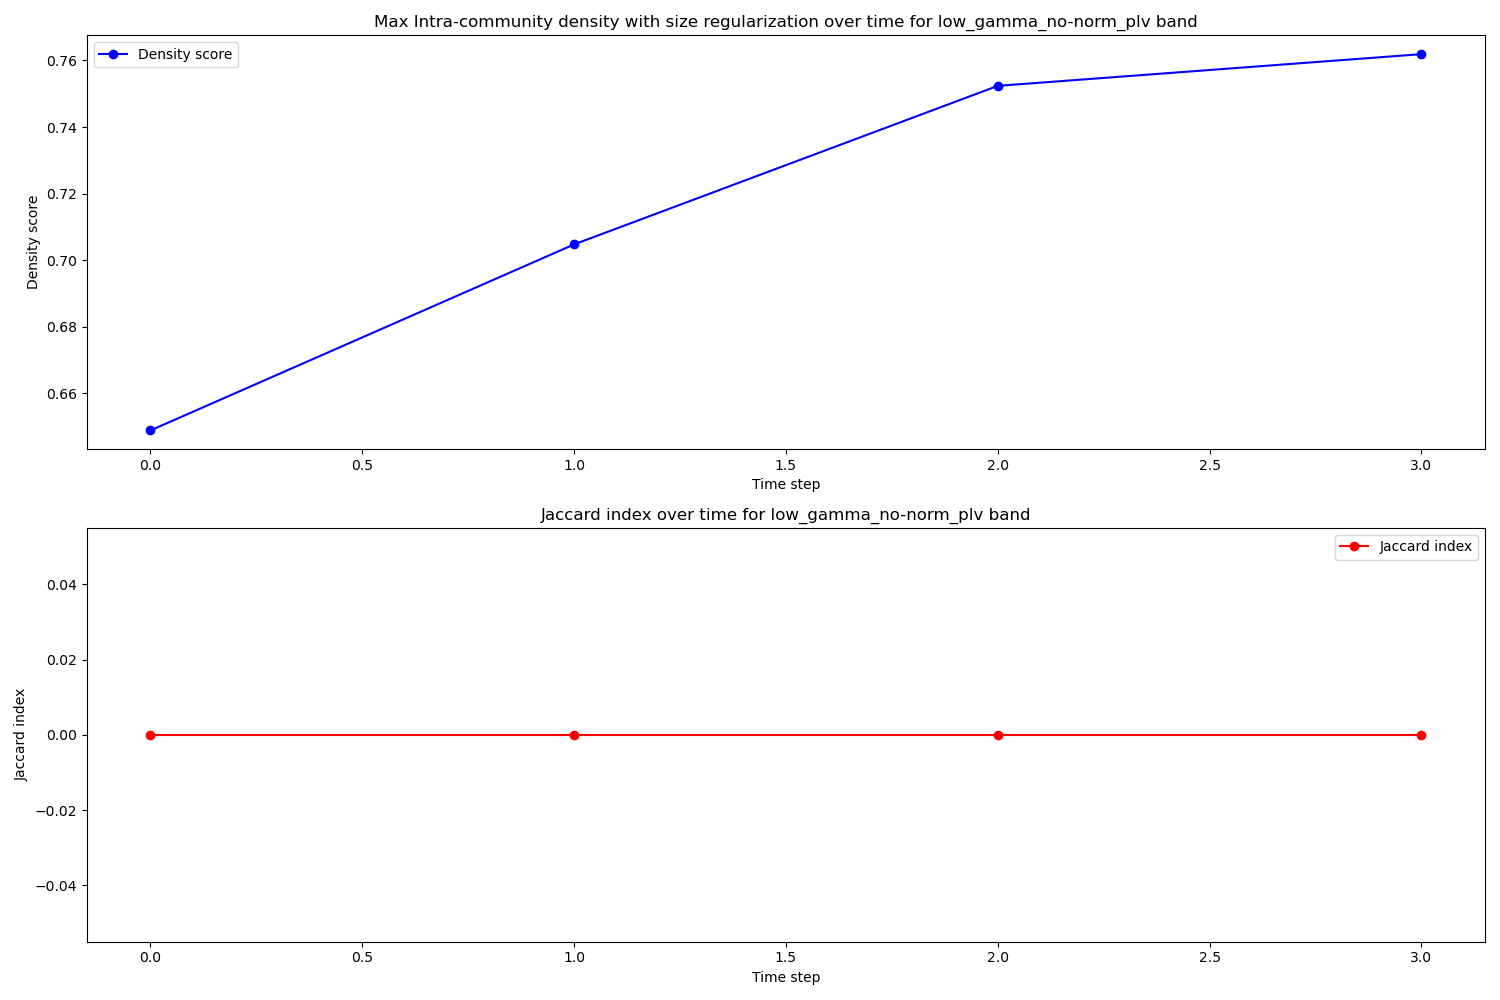 Max Intra-community density with size regularization over time for low_gamma_no-norm_plv band
Density score
0.76
0.74
0.72
0.70
0.68
0.66
Density score
0.0 0.5 1.0 1.5 2.0 2.5 3.0
Time step
Jaccard index over time for low_gamma_no-norm_plv band
Jaccard index
0.04
0.02
0.00
−0.02
−0.04
Jaccard index
0.0 0.5 1.0 1.5 2.0 2.5 3.0
Time step